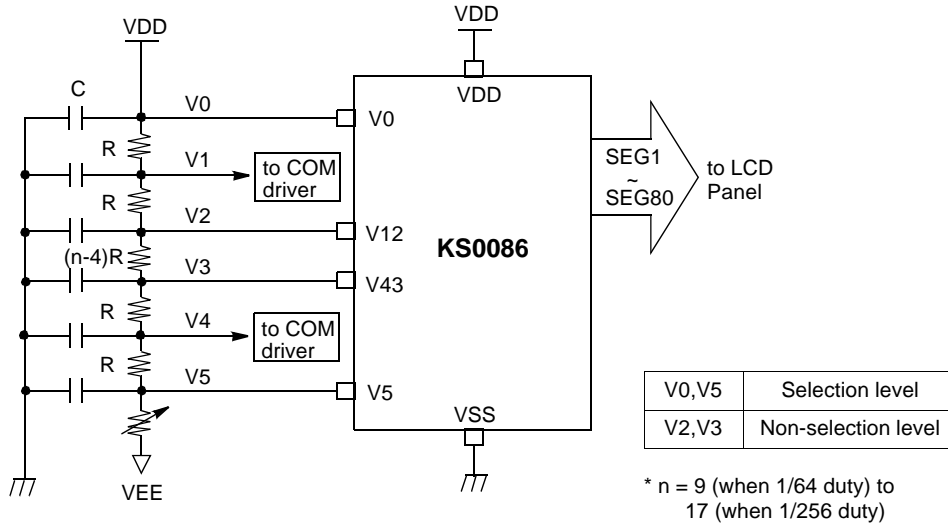 VDD
VDD
C
V0
VDD
V0
R
V1
to COM
driver
SEG1
~
SEG80
to LCD
Panel
R
V2
V12
KS0086
(n-4)R
V3
V43
R
V4
to COM
driver
R
V5
V5
VSS
VEE
V0,V5 Selection level
V2,V3 Non-selection level
* n = 9 (when 1/64 duty) to
17 (when 1/256 duty)